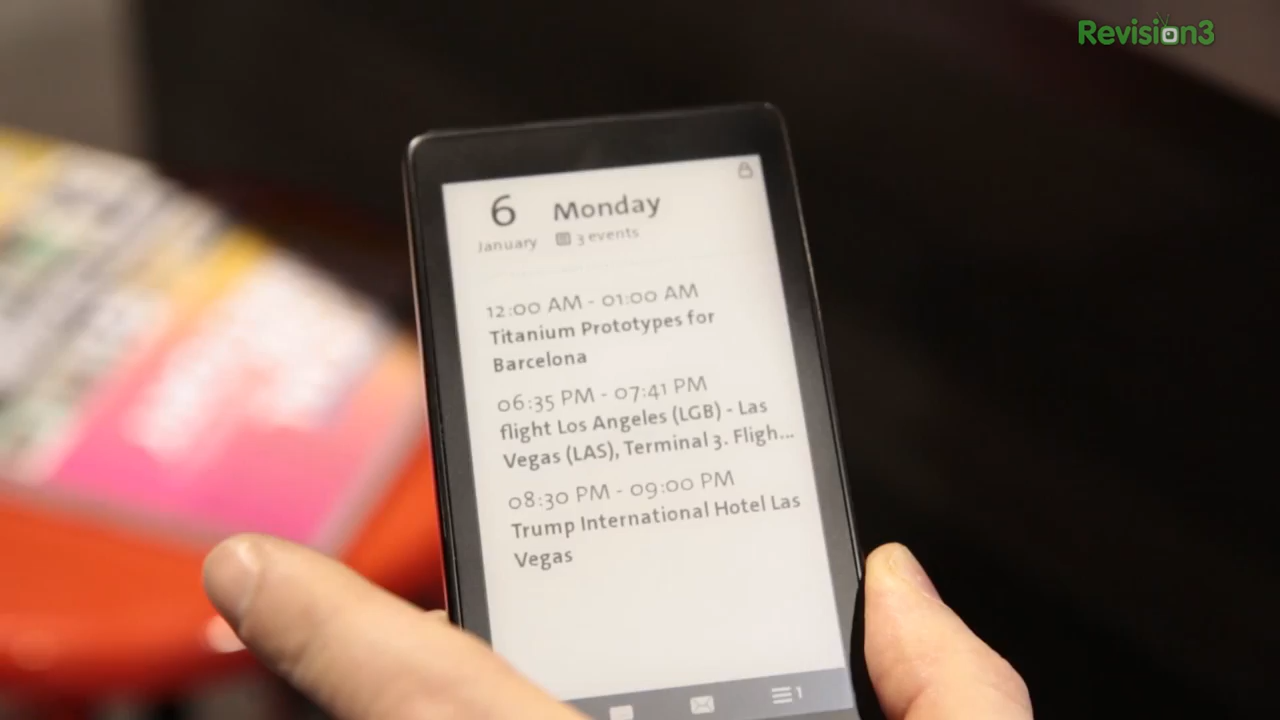 Revision3
6 Monday
January 3 events
12:00 AM - 01:00 AM
Titanium Prototypes for
Barcelona
06:35 PM - 07:41 PM
flight Los Angeles (LGB) - Las
Vegas (LAS), Terminal 3. Fligh...
08:30 PM - 09:00 PM
Trump International Hotel Las
Vegas
1